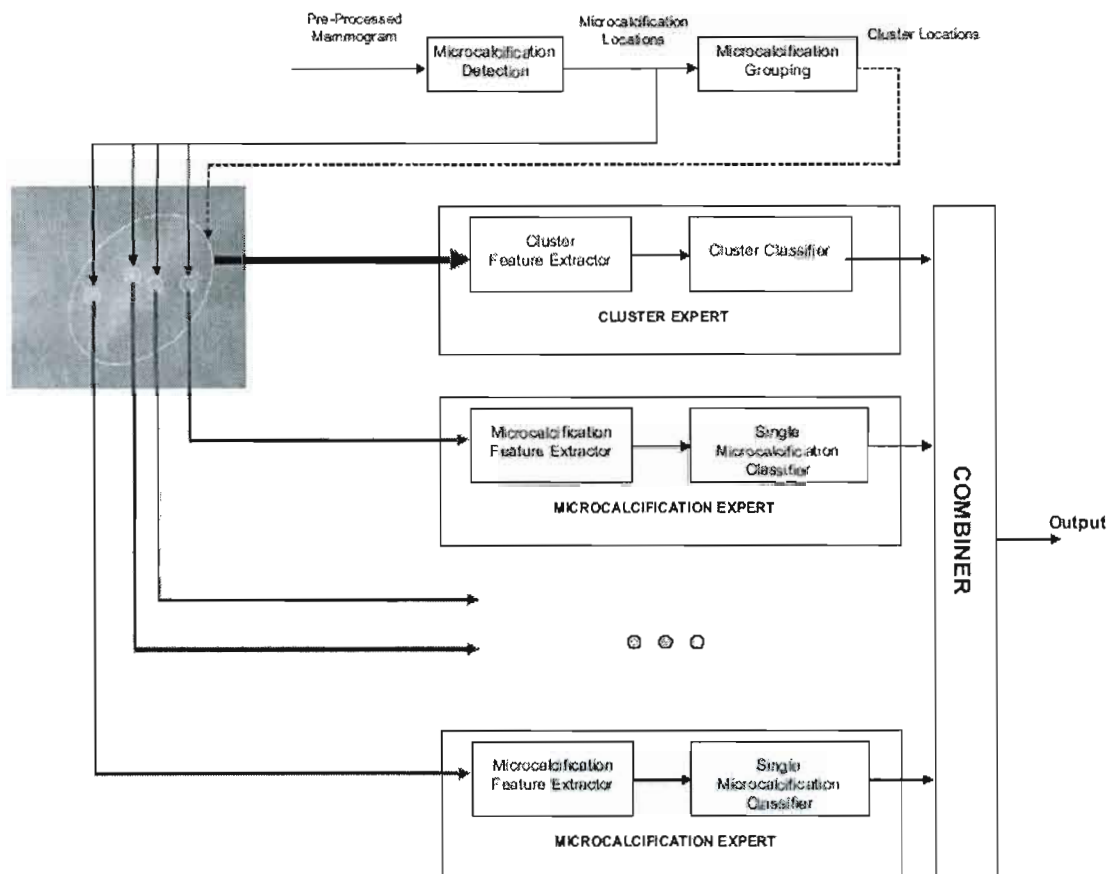 Pre-Processed
Mammogram
Microcalcification
Locations
Cluster Locations
Microcalcification
Detection
Microcalcification
Grouping
Cluster
Feature Extractor
Cluster Classifier
CLUSTER EXPERT
Microcalcification
Feature Extractor
Single
Microcalcification
Classifier
MICROCALCIFICATION EXPERT
COMBINER
Output
Microcalcification
Feature Extractor
Single
Microcalcification
Classifier
MICROCALCIFICATION EXPERT